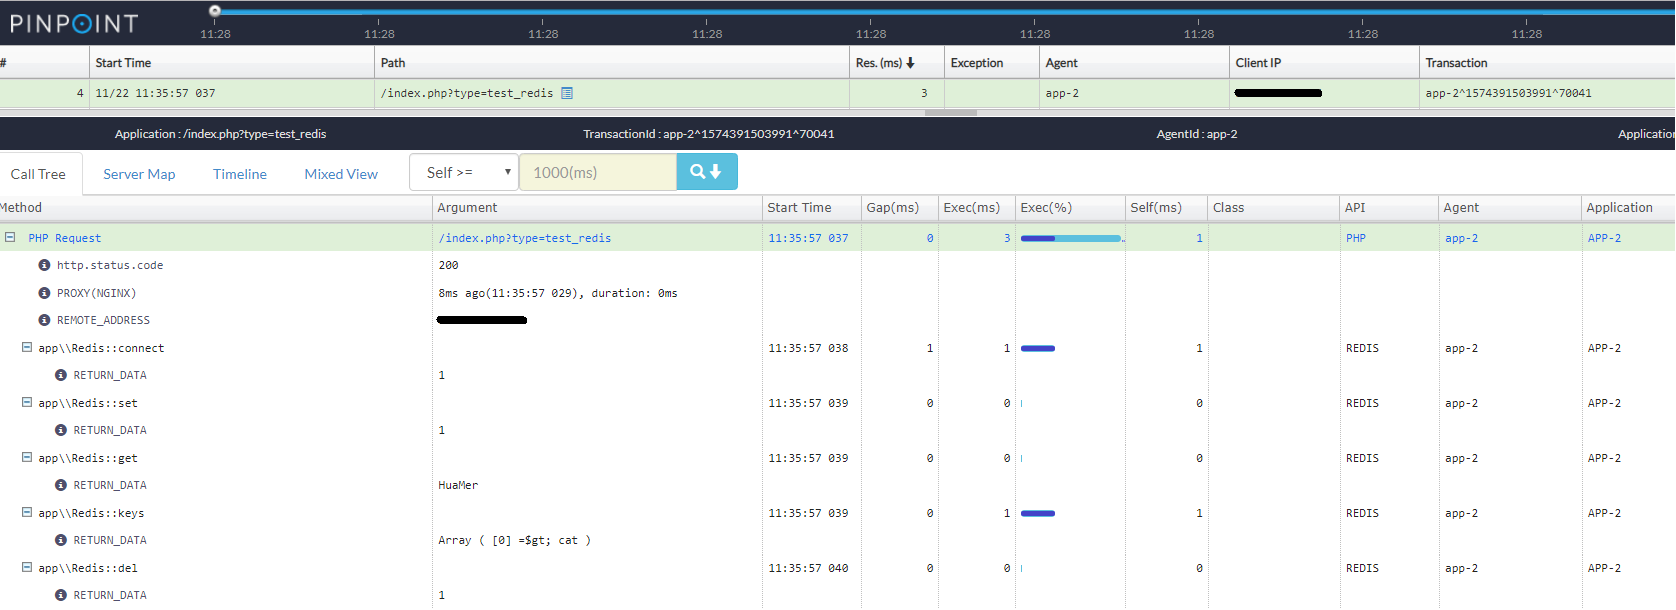 PINPOINT
11:28 11:28 11:28 11:28 11:28 11:28 11:28 11:28 11:28
# Start Time Path Res. (ms) Exception Agent Client IP Transaction
4 11/22 11:35:57 037 /index.php?type=test_redis 3 app-2 app-2^1574391503991^70041
Application : /index.php?type=test_redis TransactionId : app-2^1574391503991^70041 AgentId : app-2 Application
Call Tree Server Map Timeline Mixed View Self >= 1000(ms)
Method Argument Start Time Gap(ms) Exec(ms) Exec(%) Self(ms) Class API Agent Application
PHP Request /index.php?type=test_redis 11:35:57 037 0 3 1 PHP app-2 APP-2
http.status.code 200
PROXY(NGINX) 8ms ago(11:35:57 029), duration: 0ms
REMOTE_ADDRESS
app\\Redis::connect 11:35:57 038 1 1 1 REDIS app-2 APP-2
RETURN_DATA 1
app\\Redis::set 11:35:57 039 0 0 0 REDIS app-2 APP-2
RETURN_DATA 1
app\\Redis::get 11:35:57 039 0 0 0 REDIS app-2 APP-2
RETURN_DATA HuaMer
app\\Redis::keys 11:35:57 039 0 1 1 REDIS app-2 APP-2
RETURN_DATA Array ( [0] =$gt; cat )
app\\Redis::del 11:35:57 040 0 0 0 REDIS app-2 APP-2
RETURN_DATA 1